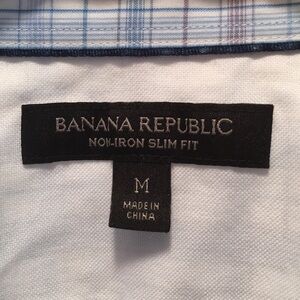 BANANA REPUBLIC
NON-IRON SLIM FIT
M
MADE IN
CHINA